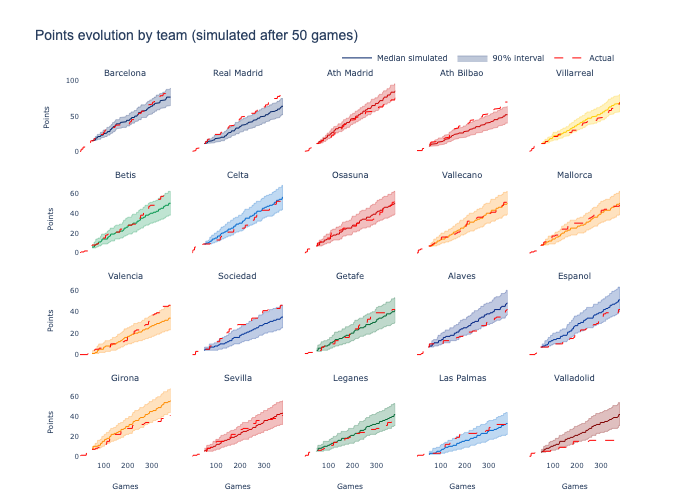 Points evolution by team (simulated after 50 games)
Median simulated 90% interval Actual
Barcelona Real Madrid Ath Madrid Ath Bilbao Villarreal
100
50
0
Points
Betis Celta Osasuna Vallecano Mallorca
60
40
20
0
Points
Valencia Sociedad Getafe Alaves Espanol
60
40
20
0
Points
Girona Sevilla Leganes Las Palmas Valladolid
60
40
20
0
Points
100 200 300 100 200 300 100 200 300 100 200 300 100 200 300
Games Games Games Games Games